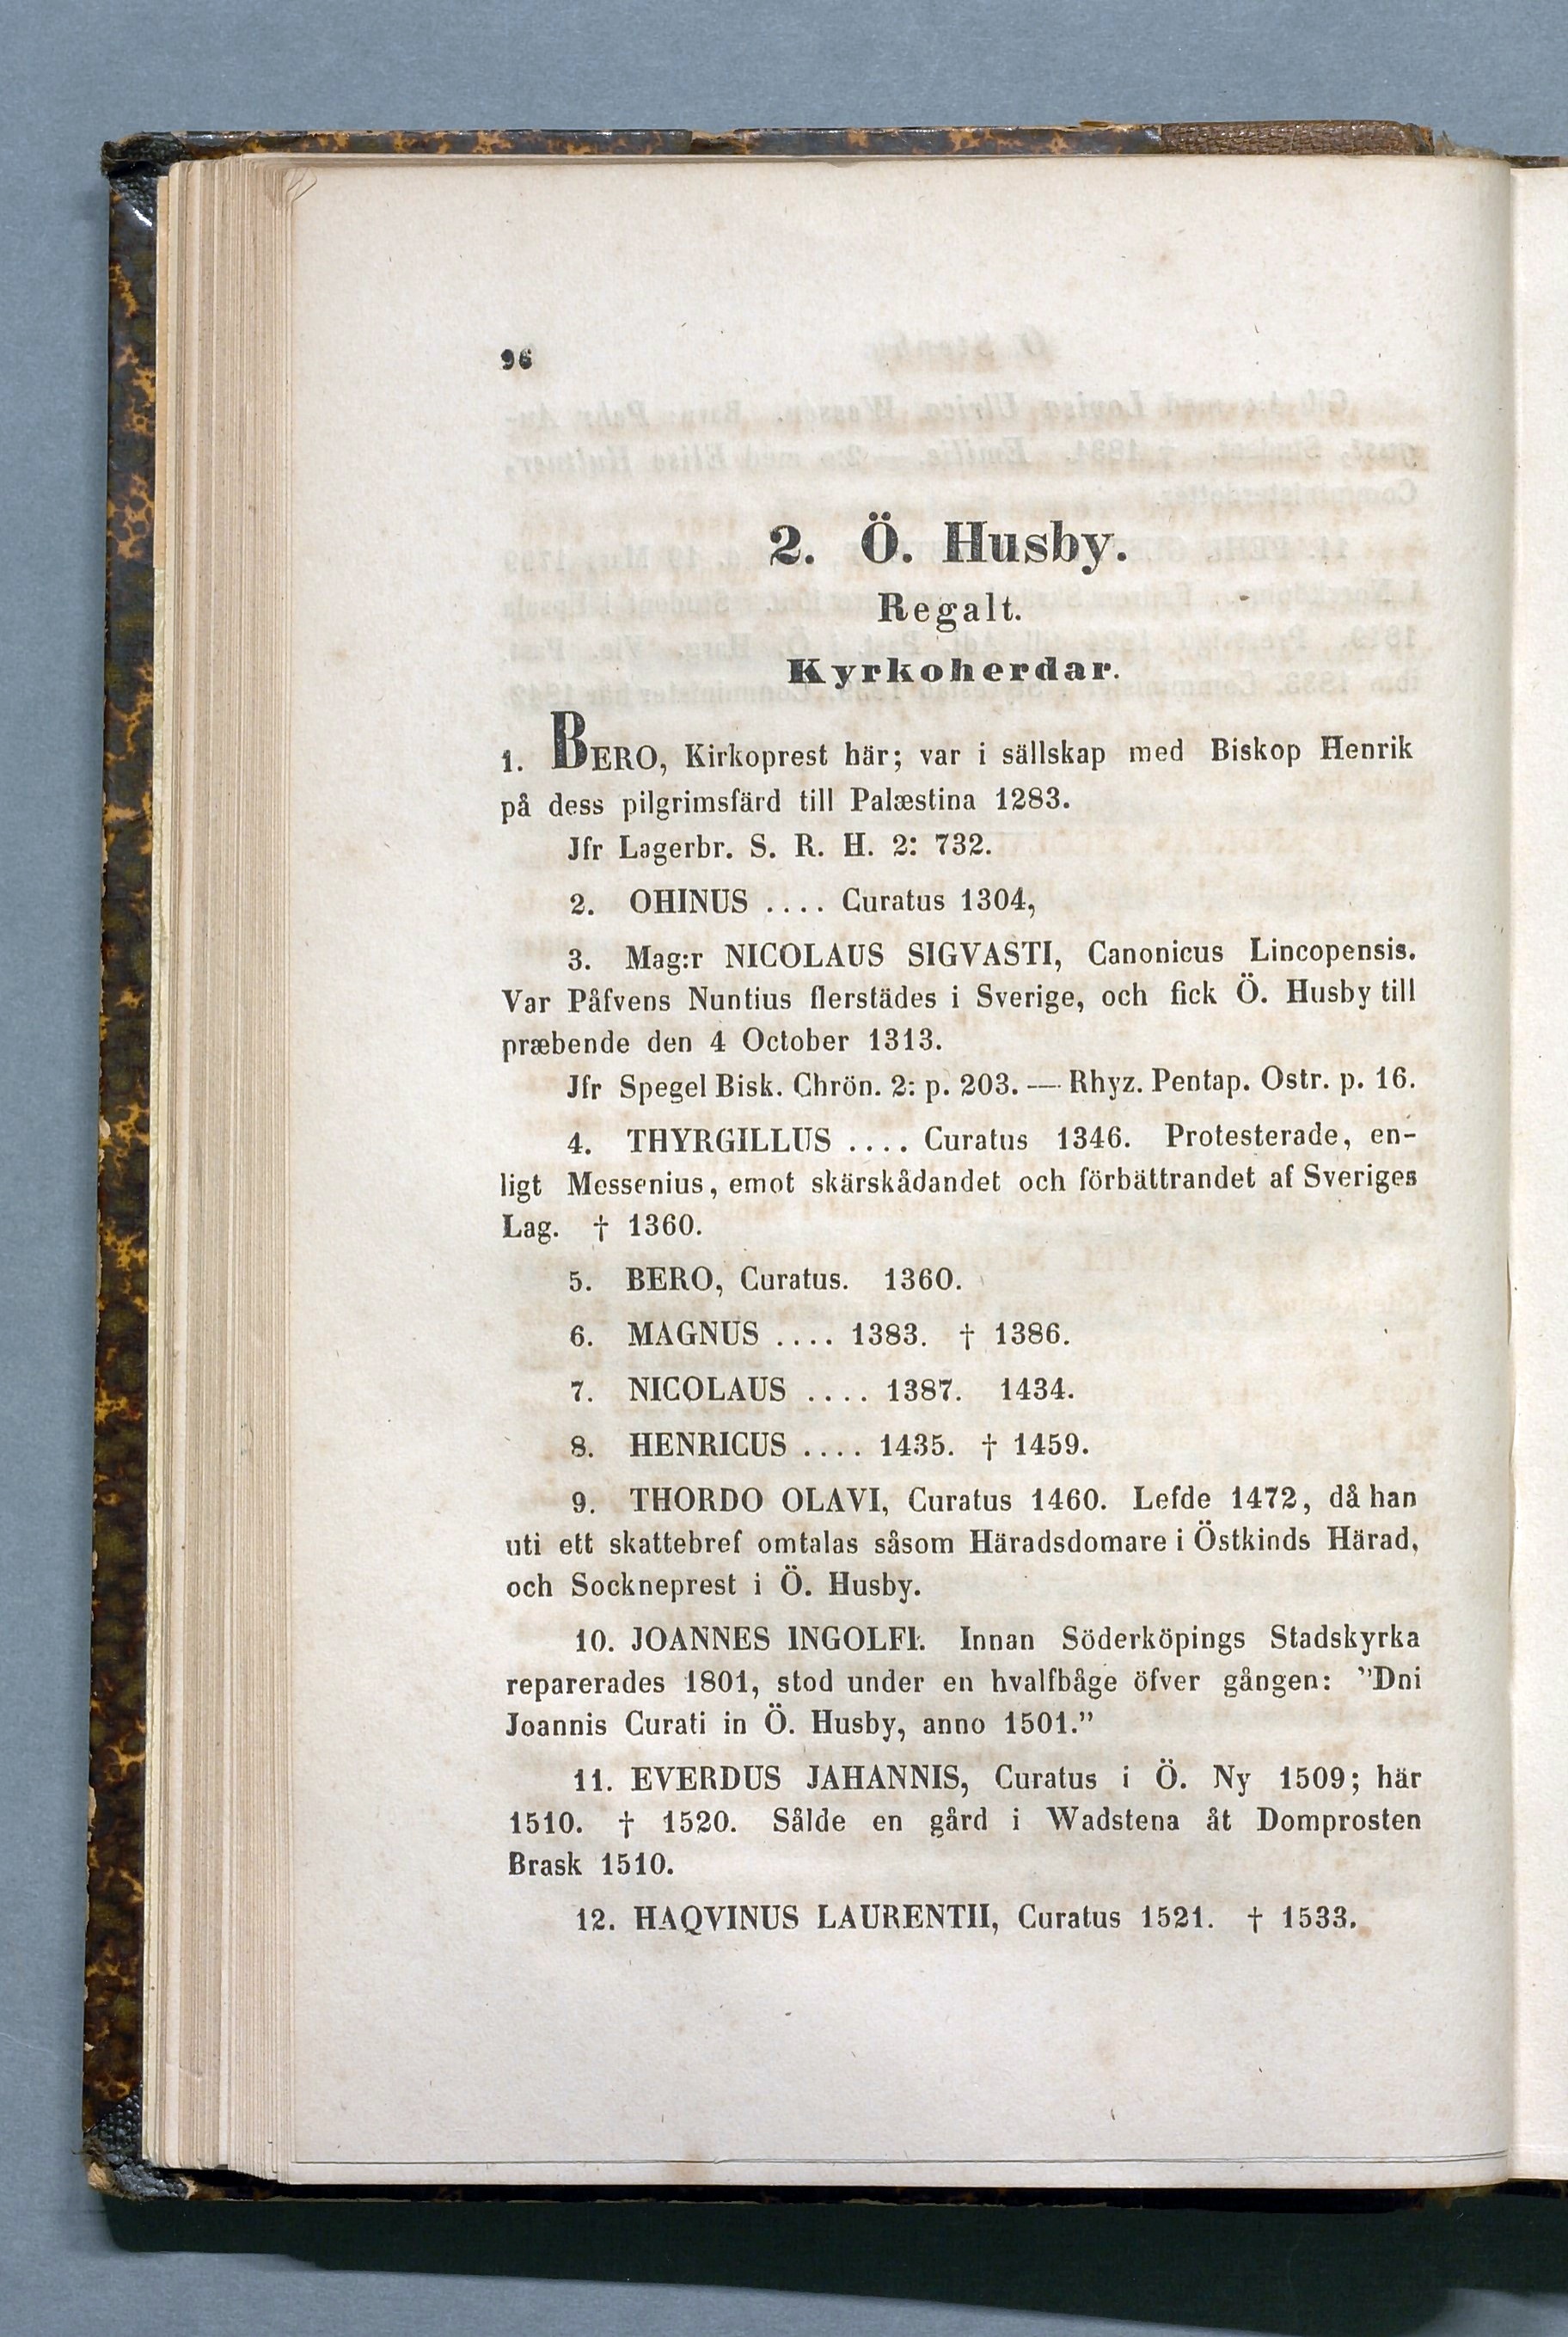 96
2. Ö. Husby.
Regalt.
Kyrkoherdar.
1. BERO, Kirkoprest här; var i sällskap med Biskop Henrik
på dess pilgrimsfärd till Palæstina 1283.
Jfr Lagerbr. S. R. H. 2: 732.
2. OHINUS .... Curatus 1304,
3. Mag:r NICOLAUS SIGVASTI, Canonicus Lincopensis.
Var Påfvens Nuntius flerstädes i Sverige, och fick Ö. Husby till
præbende den 4 October 1313.
Jfr Spegel Bisk. Chrön. 2: p. 203. — Rhyz. Pentap. Ostr. p. 16.
4. THYRGILLUS .... Curatus 1346. Protesterade, en-
ligt Messenius, emot skärskådandet och förbättrandet af Sveriges
Lag. † 1360.
5. BERO, Curatus. 1360.
6. MAGNUS .... 1383. † 1386.
7. NICOLAUS .... 1387. 1434.
8. HENRICUS .... 1435. † 1459.
9. THORDO OLAVI, Curatus 1460. Lefde 1472, då han
uti ett skattebref omtalas såsom Häradsdomare i Östkinds Härad,
och Sockneprest i Ö. Husby.
10. JOANNES INGOLFI. Innan Söderköpings Stadskyrka
reparerades 1801, stod under en hvalfbåge öfver gången: "Dni
Joannis Curati in Ö. Husby, anno 1501."
11. EVERDUS JAHANNIS, Curatus i Ö. Ny 1509; här
1510. † 1520. Sålde en gård i Wadstena åt Domprosten
Brask 1510.
12. HAQVINUS LAURENTII, Curatus 1521. † 1533.